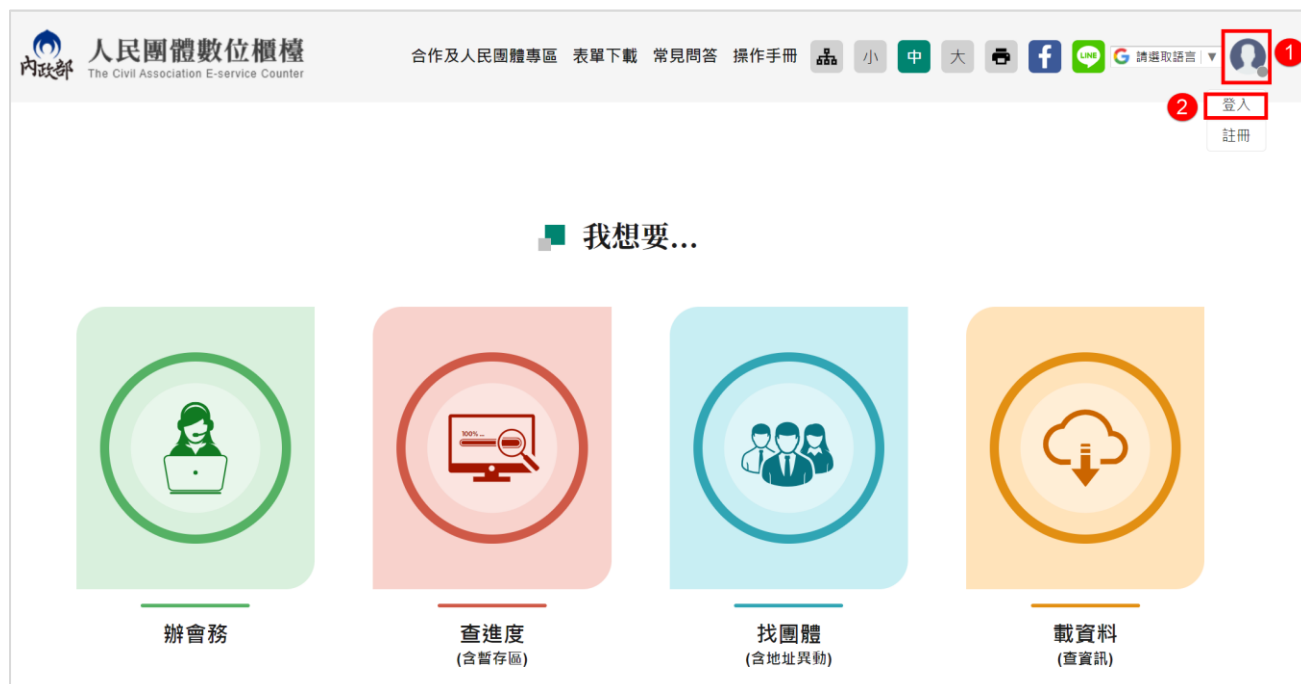 內政部 人民團體數位櫃檯
The Civil Association E-service Counter
合作及人民團體專區 表單下載 常見問答 操作手冊 小 中 大 f LINE G 請選取語言 ▼ 1
2 登入
註冊
我想要...
100% ...
辦會務 查進度 找團體 載資料
(含暫存區) (含地址異動) (查資訊)